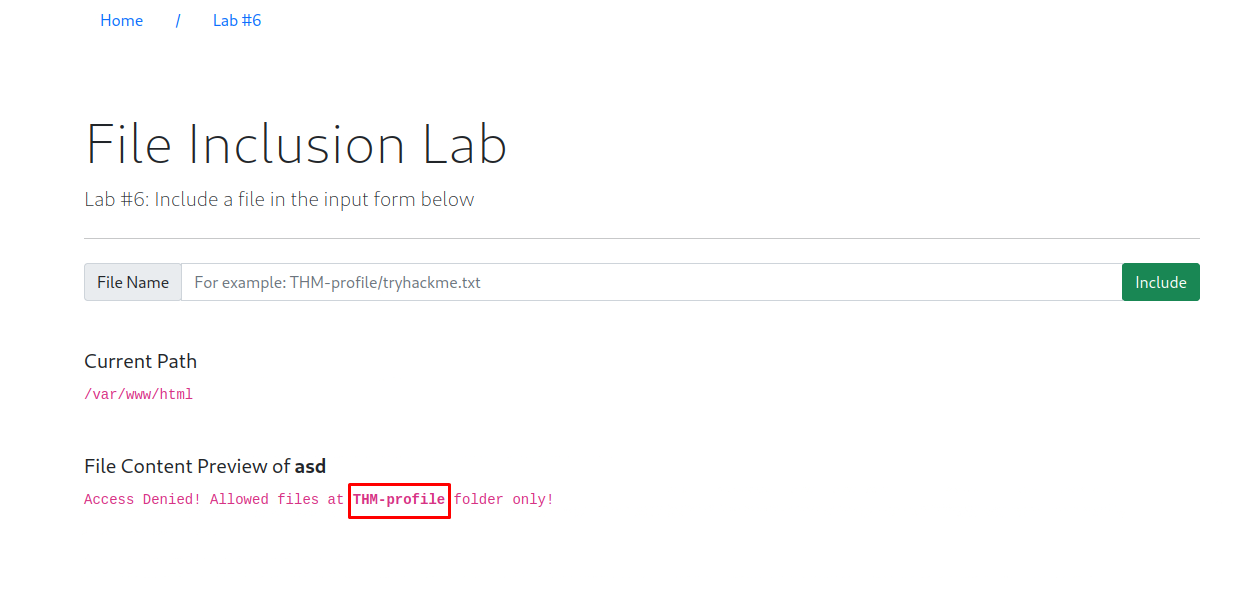 Home / Lab #6
File Inclusion Lab
Lab #6: Include a file in the input form below
File Name For example: THM-profile/tryhackme.txt Include
Current Path
/var/www/html
File Content Preview of asd
Access Denied! Allowed files at THM-profile folder only!